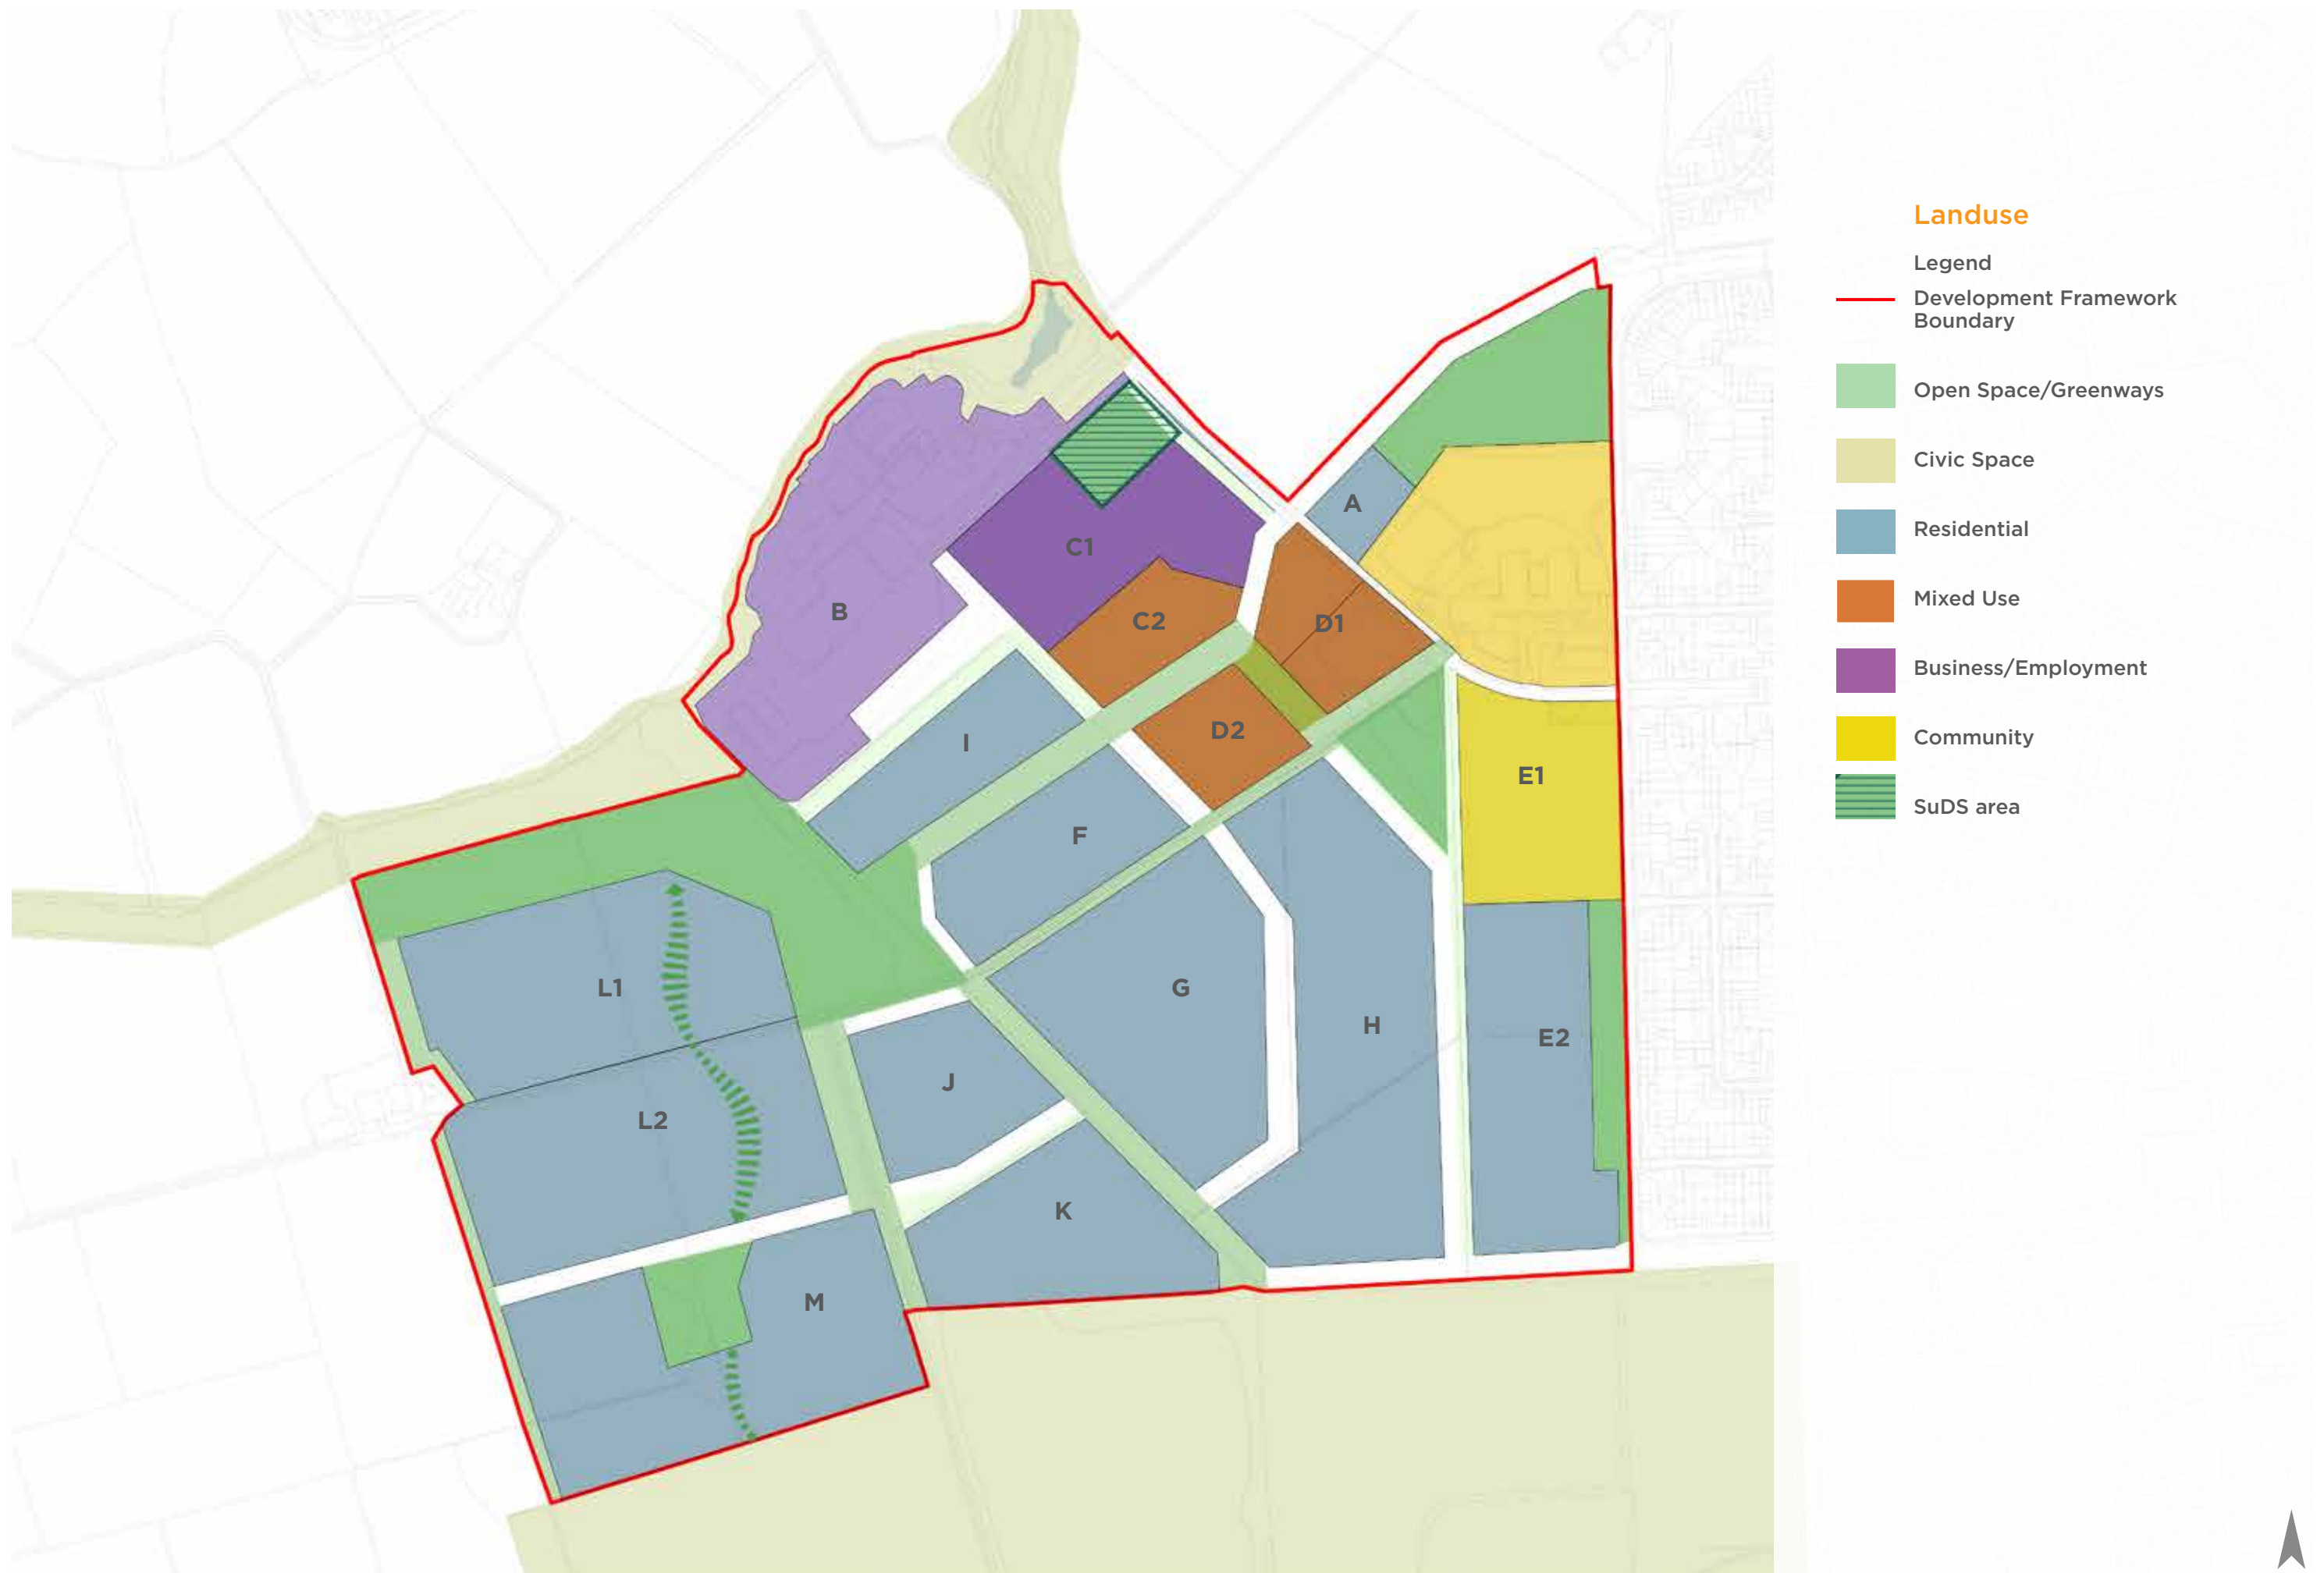 Landuse
Legend
Development Framework
Boundary
Open Space/Greenways
Civic Space
Residential
Mixed Use
Business/Employment
Community
SuDS area
A
C1
B
C2
D1
D2
I
E1
F
L1
G
H
E2
J
L2
K
M